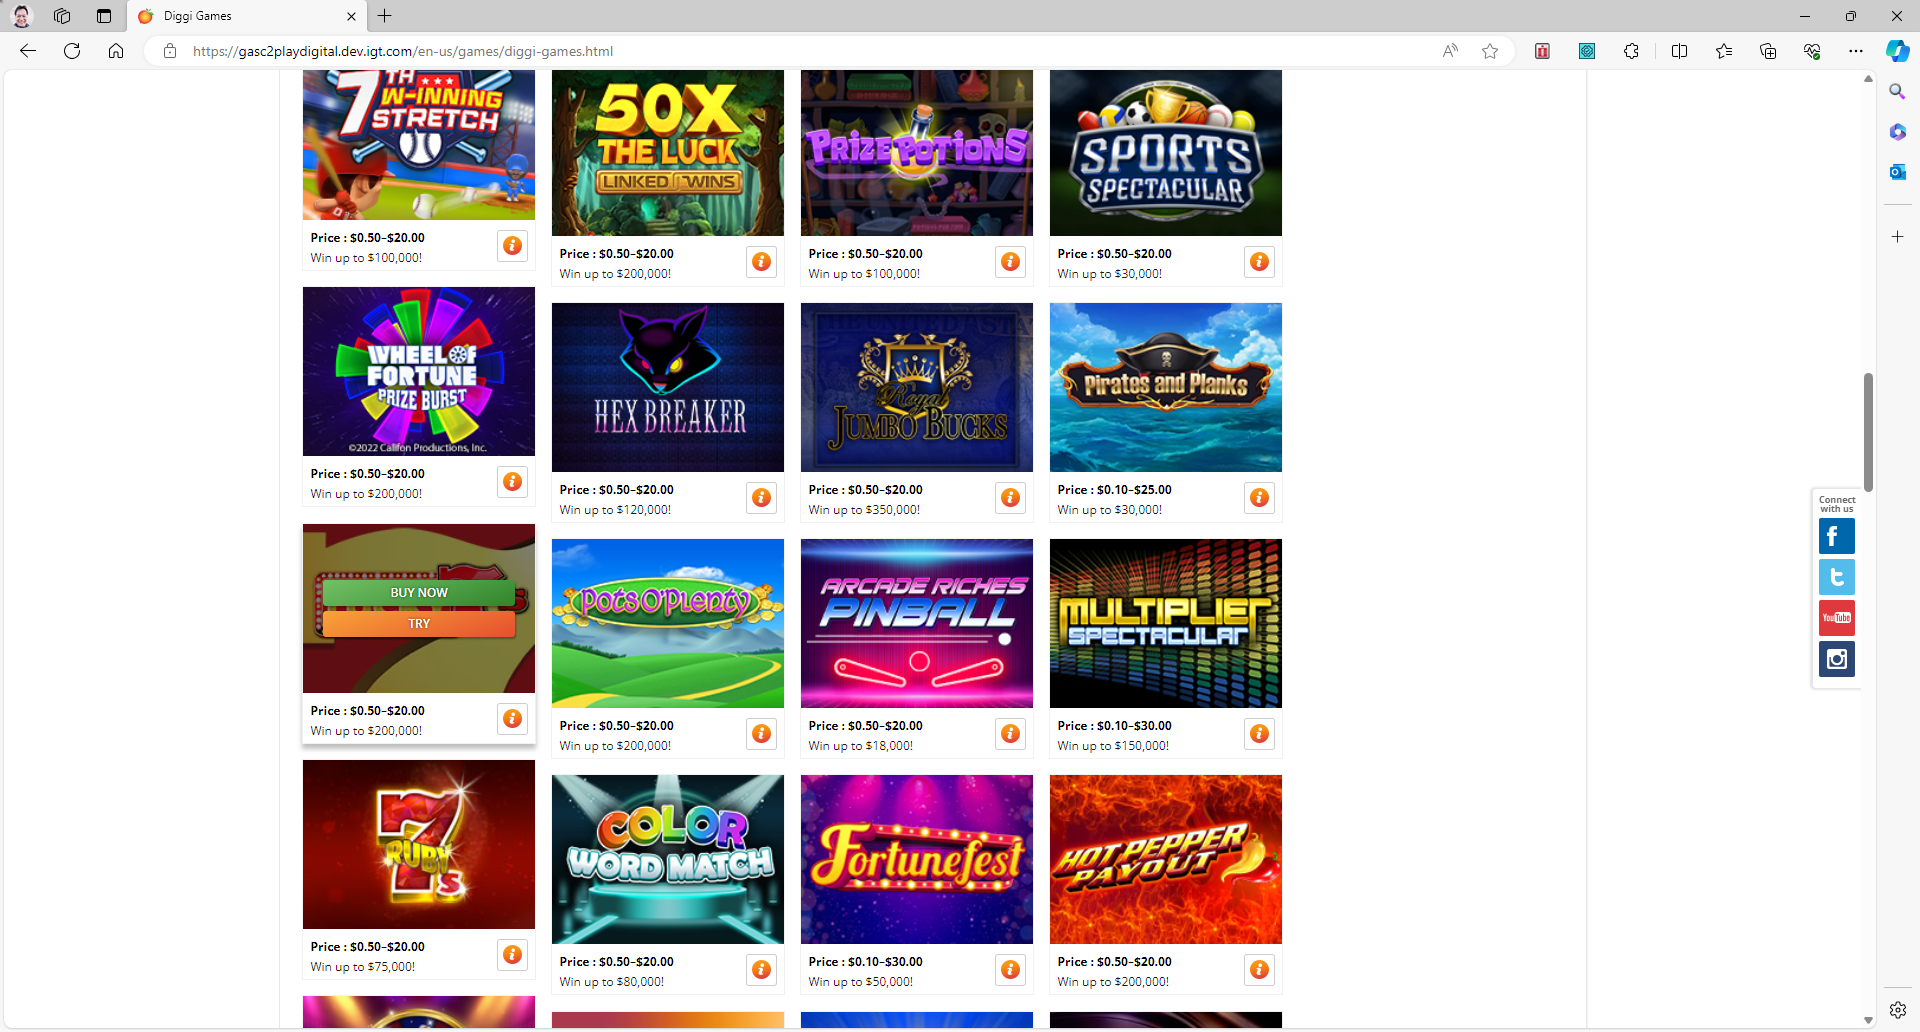 Diggi Games
https://gasc2playdigital.dev.igt.com/en-us/games/diggi-games.html
7TH
W-INNING
STRETCH
Price : $0.50–$20.00
Win up to $100,000!
50X
THE LUCK
LINKED WINS
Price : $0.50–$20.00
Win up to $200,000!
PRIZE POTIONS
Price : $0.50–$20.00
Win up to $100,000!
SPORTS
SPECTACULAR
Price : $0.50–$20.00
Win up to $30,000!
WHEEL OF
FORTUNE
PRIZE BURST
©2022 Califon Productions, Inc.
Price : $0.50–$20.00
Win up to $200,000!
HEX BREAKER
Price : $0.50–$20.00
Win up to $120,000!
Royal
JUMBO BUCKS
Price : $0.50–$20.00
Win up to $350,000!
Pirates and Planks
Price : $0.10–$25.00
Win up to $30,000!
BUY NOW
TRY
Price : $0.50–$20.00
Win up to $200,000!
POTS O'PLENTY
Price : $0.50–$20.00
Win up to $200,000!
ARCADE RICHES
PINBALL
Price : $0.50–$20.00
Win up to $18,000!
MULTIPLIER
SPECTACULAR
Price : $0.10–$30.00
Win up to $150,000!
7
RUBY
s
Price : $0.50–$20.00
Win up to $75,000!
COLOR
WORD MATCH
Price : $0.50–$20.00
Win up to $80,000!
Fortunefest
Price : $0.10–$30.00
Win up to $50,000!
HOT PEPPER
PAYOUT
Price : $0.50–$20.00
Win up to $200,000!
Connect
with us
YouTube